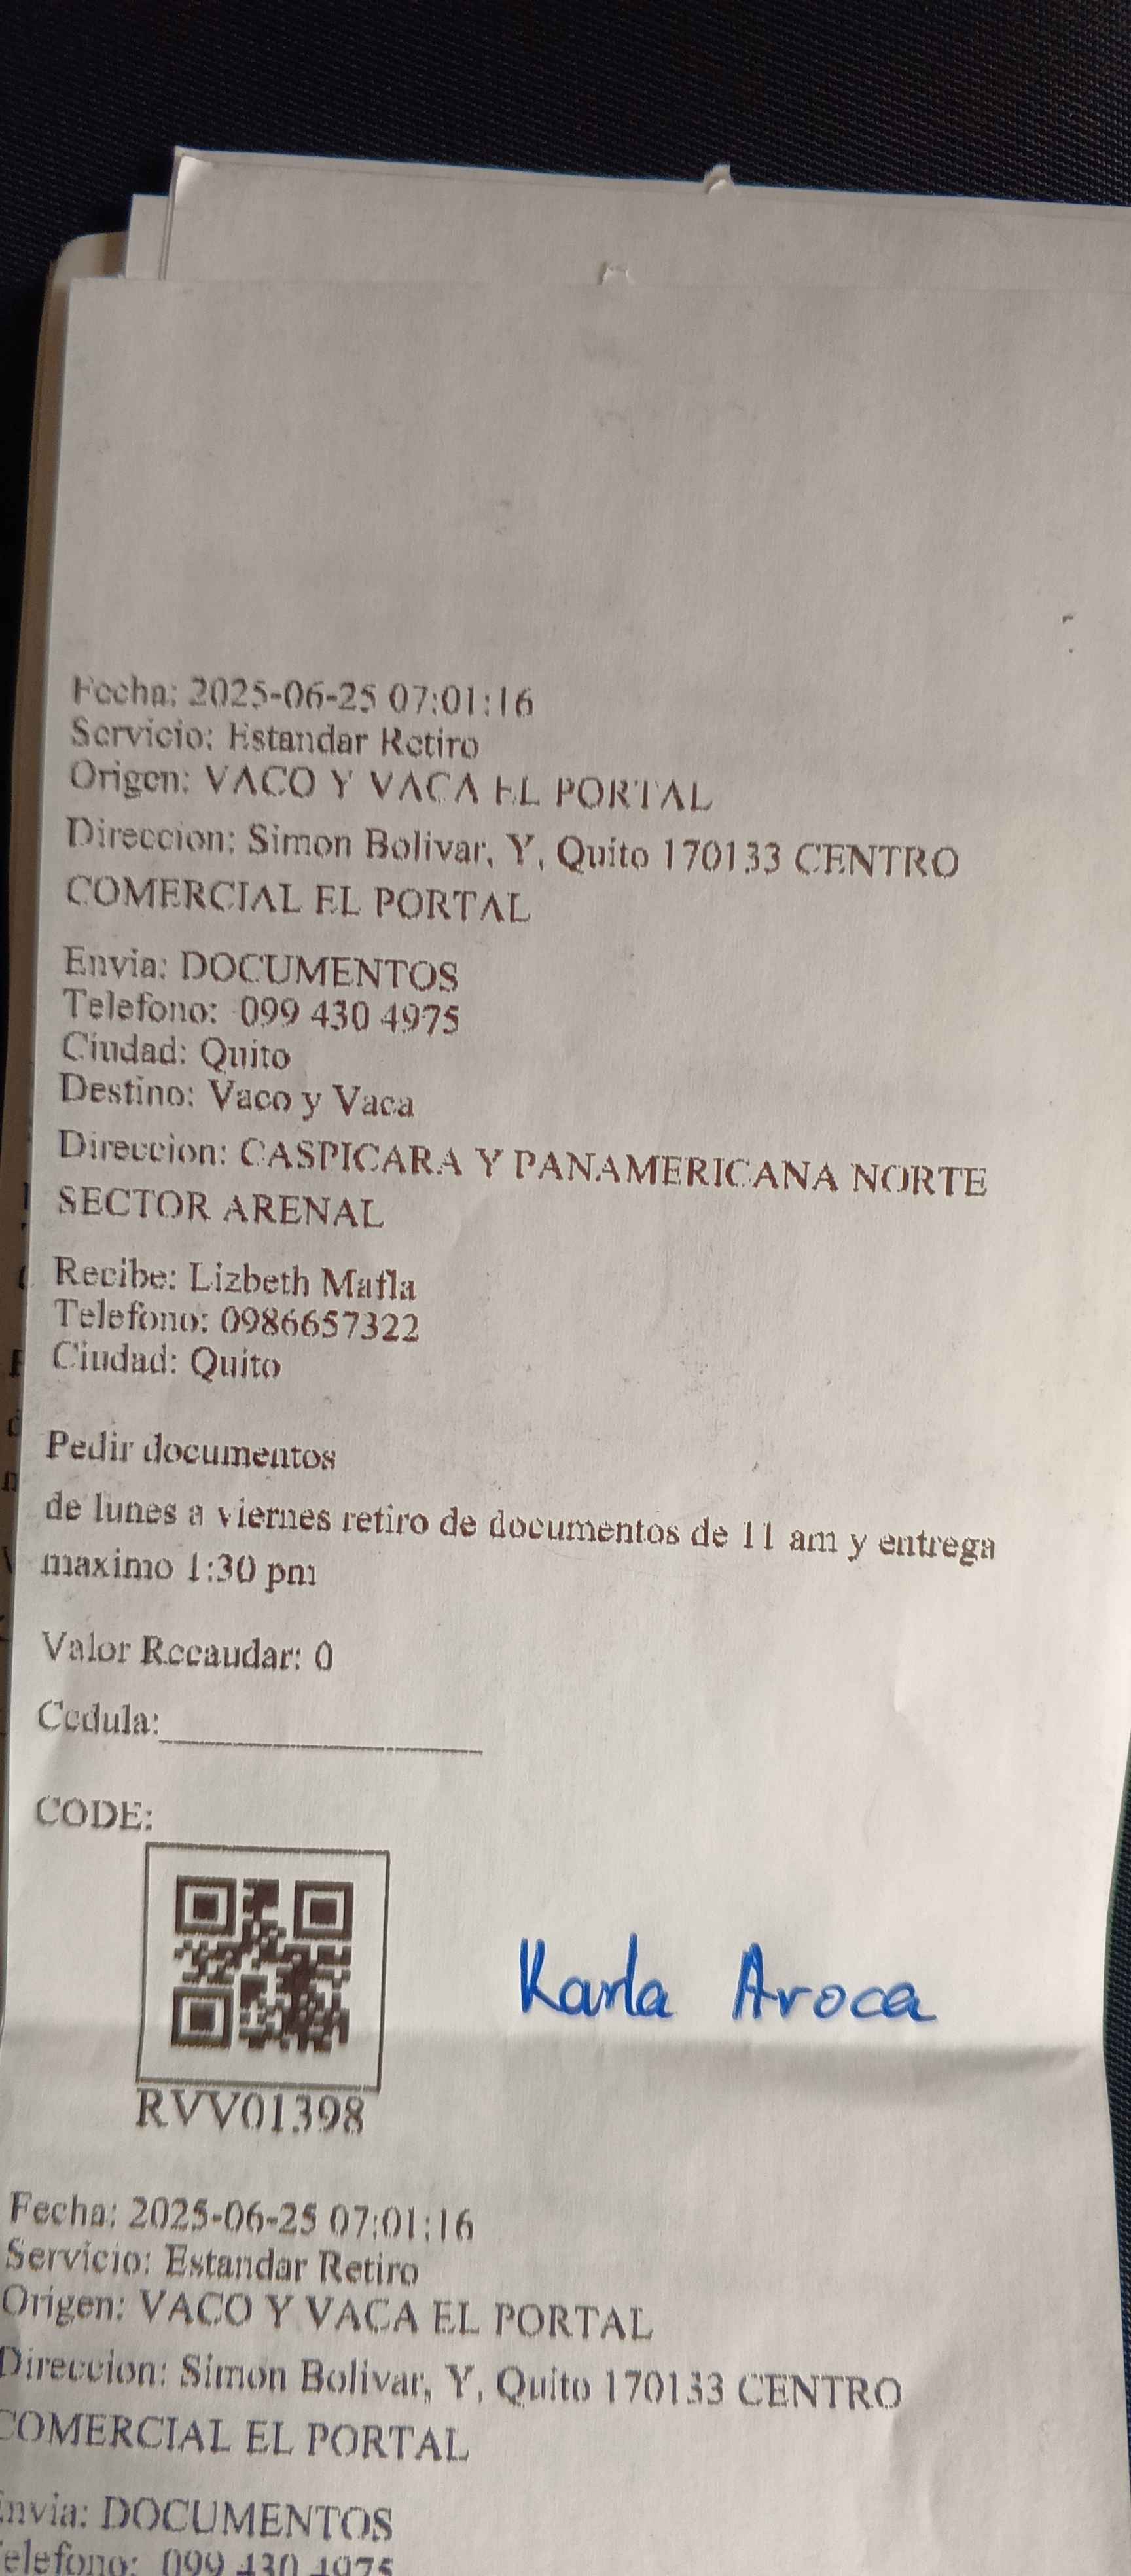 Fecha: 2025-06-25 07:01:16
Servicio: Estandar Retiro
Origen: VACO Y VACA EL PORTAL
Direccion: Simon Bolivar, Y, Quito 170133 CENTRO
COMERCIAL EL PORTAL
Envia: DOCUMENTOS
Telefono: 099 430 4975
Ciudad: Quito
Destino: Vaco y Vaca
Direccion: CASPICARA Y PANAMERICANA NORTE
SECTOR ARENAL
Recibe: Lizbeth Mafla
Telefono: 0986657322
Ciudad: Quito
Pedir documentos
de lunes a viernes retiro de documentos de 11 am y entrega
maximo 1:30 pm
Valor Recaudar: 0
Cedula:
CODE:
Karla Aroca
RVV01398
Fecha: 2025-06-25 07:01:16
Servicio: Estandar Retiro
Origen: VACO Y VACA EL PORTAL
Direccion: Simon Bolivar, Y, Quito 170133 CENTRO
COMERCIAL EL PORTAL
Envia: DOCUMENTOS
Telefono: 099 430 4975